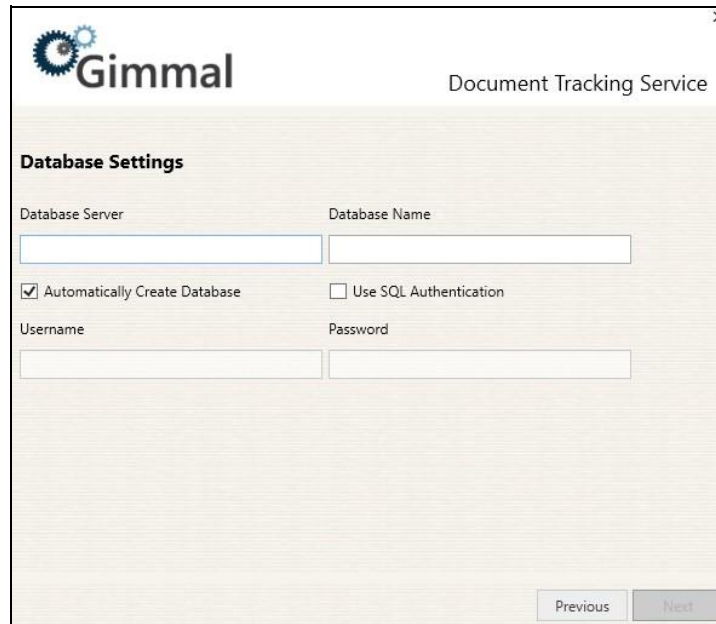 Gimmal
Document Tracking Service
Database Settings
Database Server Database Name
Automatically Create Database Use SQL Authentication
Username Password
Previous Next